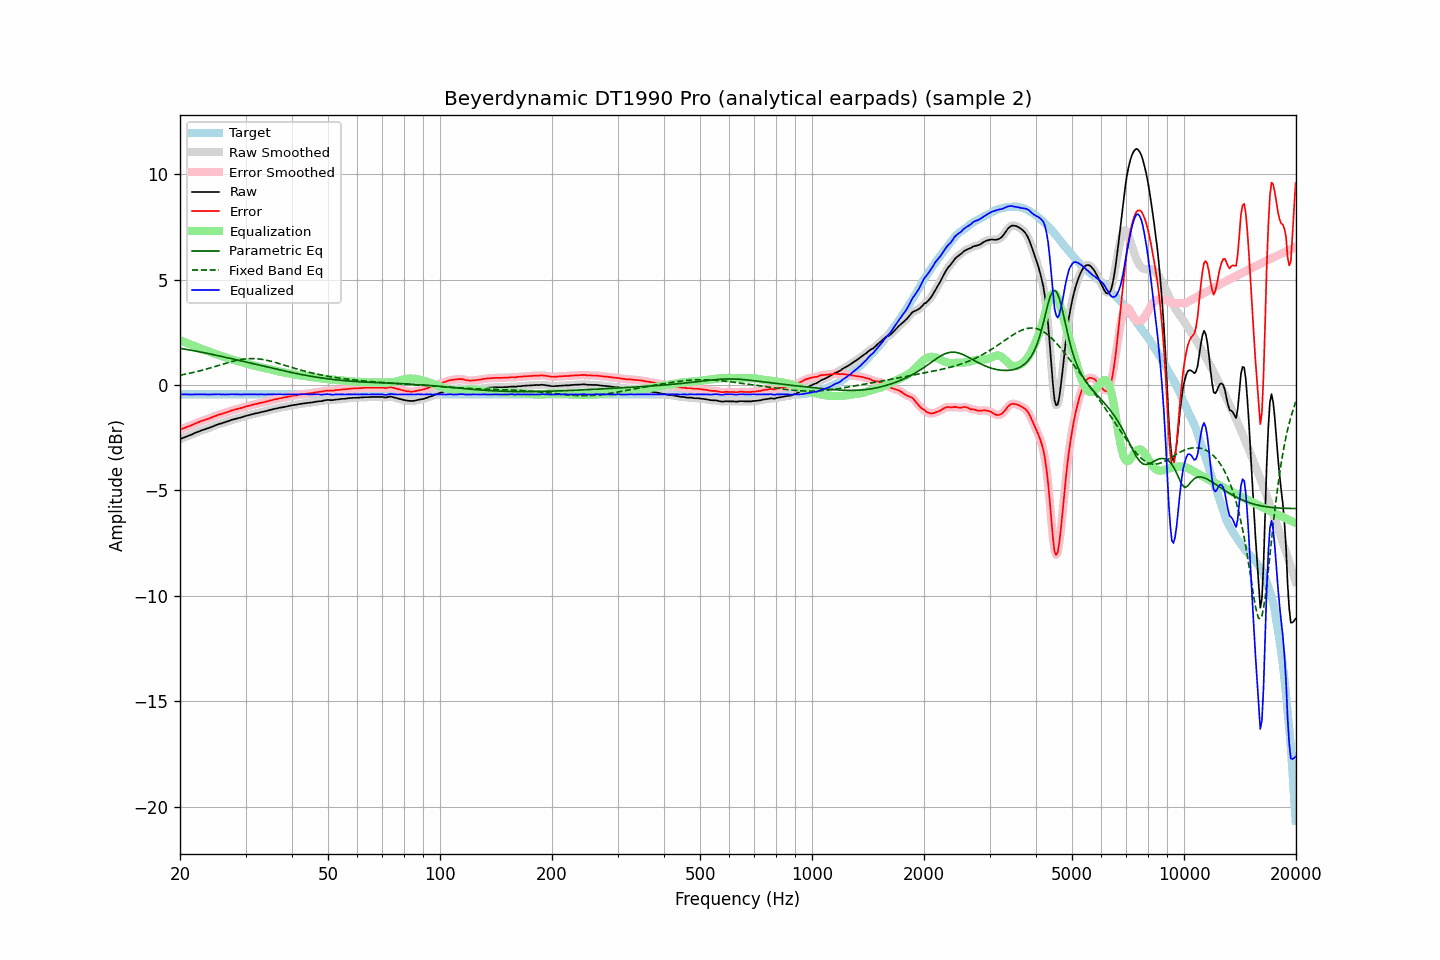 Beyerdynamic DT1990 Pro (analytical earpads) (sample 2)
Target
Raw Smoothed
Error Smoothed
Raw
Error
Equalization
Parametric Eq
Fixed Band Eq
Equalized
10
5
0
−5
−10
−15
−20
Amplitude (dBr)
20
50
100
200
500
1000
2000
5000
10000
20000
Frequency (Hz)